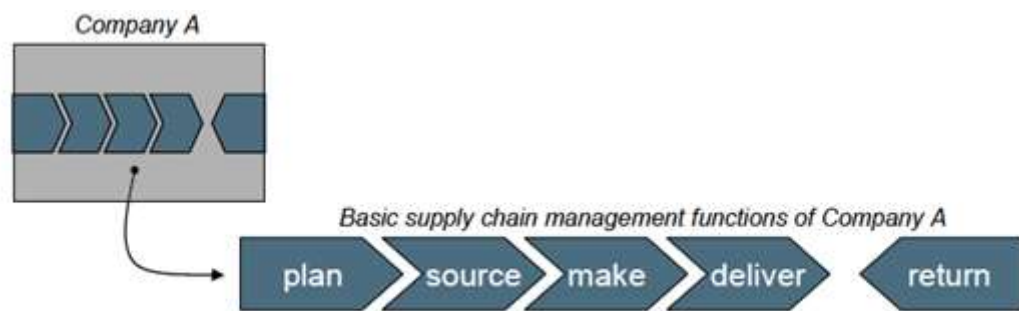 Company A
Basic supply chain management functions of Company A
plan source make deliver return